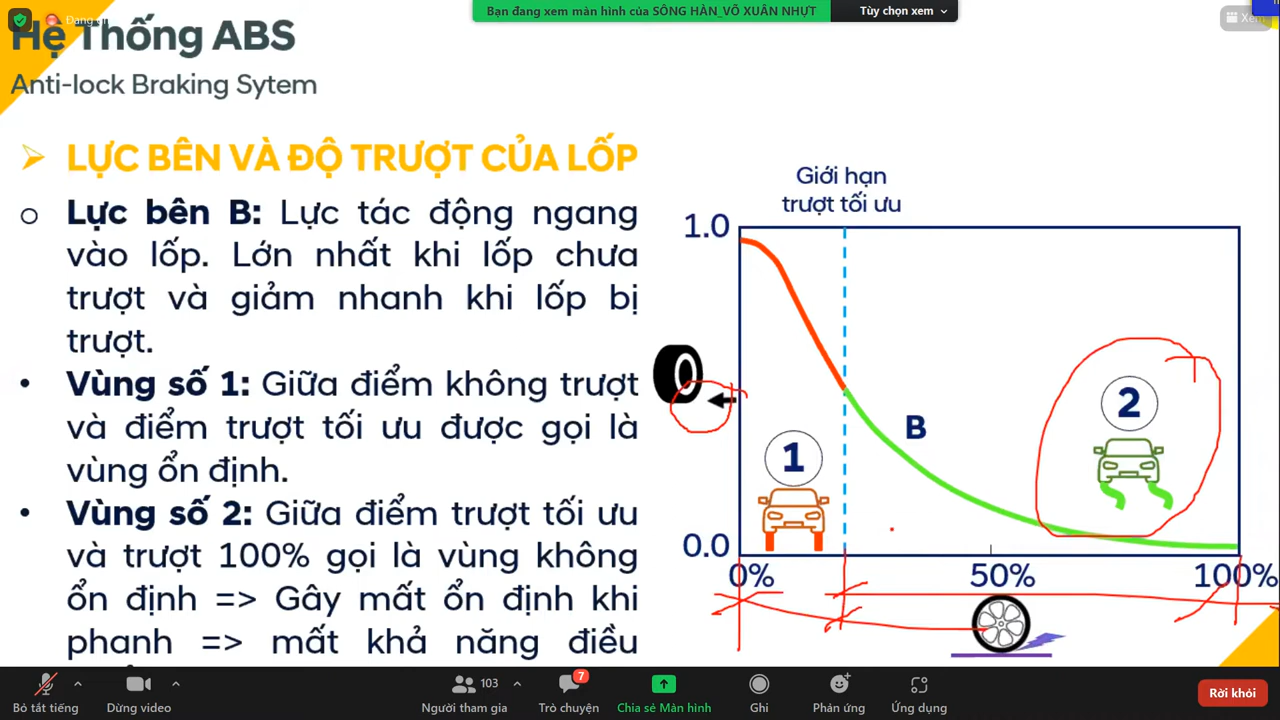 Đang gh
Bạn đang xem màn hình của SÔNG HÀN_VÕ XUÂN NHỰT
Tùy chọn xem
Xem
Hệ Thống ABS
Anti-lock Braking Sytem
LỰC BÊN VÀ ĐỘ TRƯỢT CỦA LỐP
Lực bên B: Lực tác động ngang
vào lốp. Lớn nhất khi lốp chưa
trượt và giảm nhanh khi lốp bị
trượt.
Vùng số 1: Giữa điểm không trượt
và điểm trượt tối ưu được gọi là
vùng ổn định.
Vùng số 2: Giữa điểm trượt tối ưu
và trượt 100% gọi là vùng không
ổn định => Gây mất ổn định khi
phanh => mất khả năng điều
Giới hạn
trượt tối ưu
1.0
2
B
1
0.0
0%
50%
100%
103
7
Bỏ tắt tiếng
Dừng video
Người tham gia
Trò chuyện
Chia sẻ Màn hình
Ghi
Phản ứng
Ứng dụng
Rời khỏi